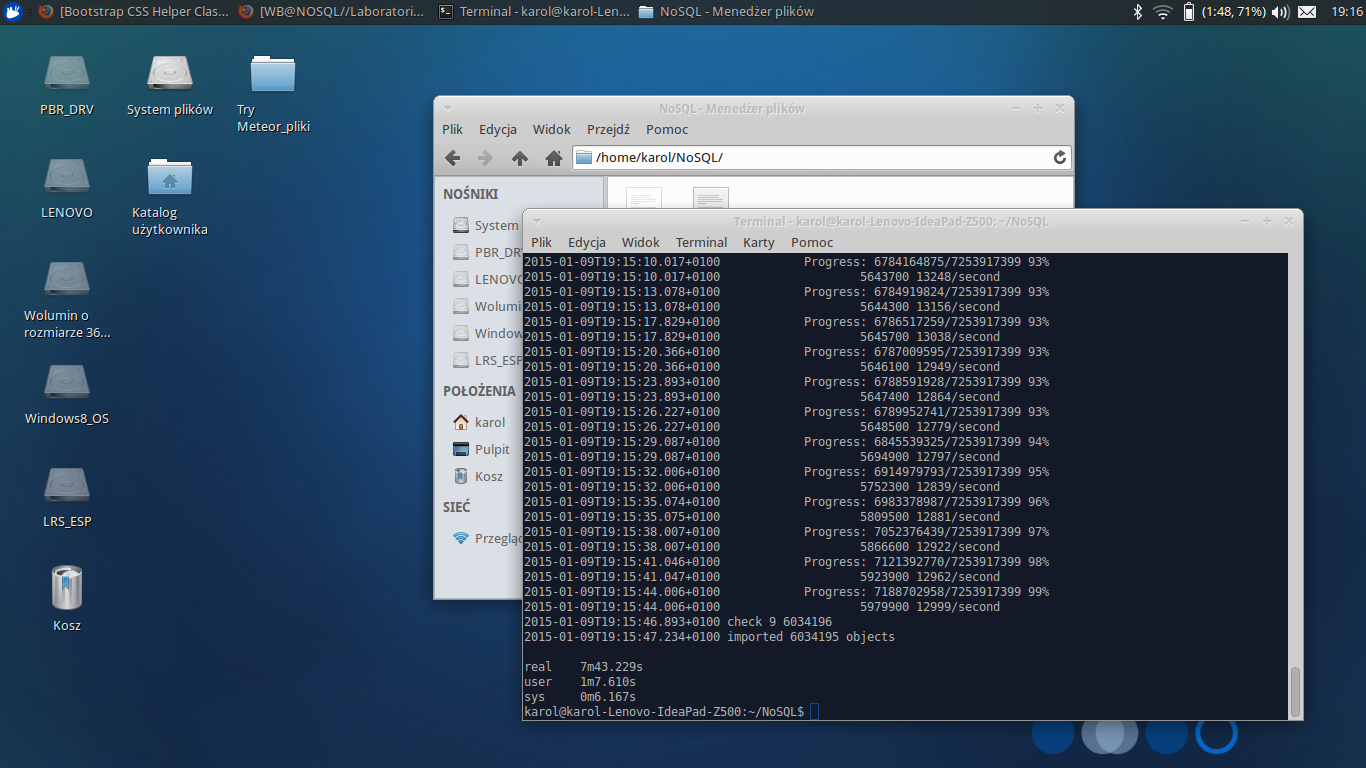 [Bootstrap CSS Helper Clas... [WB@NOSQL//Laboratori... Terminal - karol@karol-Len... NoSQL - Menedżer plików (1:48, 71%) 19:16
PBR_DRV
System plików
Try
Meteor_pliki
LENOVO
Katalog
użytkownika
Wolumin o
rozmiarze 36...
Windows8_OS
LRS_ESP
Kosz
NoSQL - Menedżer plików
Plik Edycja Widok Przejdź Pomoc
/home/karol/NoSQL/
NOŚNIKI
System
PBR_DR
LENOVO
Wolumi
Window
LRS_ESP
POŁOŻENIA
karol
Pulpit
Kosz
SIEĆ
Przegląd
Terminal - karol@karol-Lenovo-IdeaPad-Z500: ~/NoSQL
Plik Edycja Widok Terminal Karty Pomoc
2015-01-09T19:15:10.017+0100 Progress: 6784164875/7253917399 93%
2015-01-09T19:15:10.017+0100 5643700 13248/second
2015-01-09T19:15:13.078+0100 Progress: 6784919824/7253917399 93%
2015-01-09T19:15:13.078+0100 5644300 13156/second
2015-01-09T19:15:17.829+0100 Progress: 6786517259/7253917399 93%
2015-01-09T19:15:17.829+0100 5645700 13038/second
2015-01-09T19:15:20.366+0100 Progress: 6787009595/7253917399 93%
2015-01-09T19:15:20.366+0100 5646100 12949/second
2015-01-09T19:15:23.893+0100 Progress: 6788591928/7253917399 93%
2015-01-09T19:15:23.893+0100 5647400 12864/second
2015-01-09T19:15:26.227+0100 Progress: 6789952741/7253917399 93%
2015-01-09T19:15:26.227+0100 5648500 12779/second
2015-01-09T19:15:29.087+0100 Progress: 6845539325/7253917399 94%
2015-01-09T19:15:29.087+0100 5694900 12797/second
2015-01-09T19:15:32.006+0100 Progress: 6914979793/7253917399 95%
2015-01-09T19:15:32.006+0100 5752300 12839/second
2015-01-09T19:15:35.074+0100 Progress: 6983378987/7253917399 96%
2015-01-09T19:15:35.075+0100 5809500 12881/second
2015-01-09T19:15:38.007+0100 Progress: 7052376439/7253917399 97%
2015-01-09T19:15:38.007+0100 5866600 12922/second
2015-01-09T19:15:41.046+0100 Progress: 7121392770/7253917399 98%
2015-01-09T19:15:41.047+0100 5923900 12962/second
2015-01-09T19:15:44.006+0100 Progress: 7188702958/7253917399 99%
2015-01-09T19:15:44.006+0100 5979900 12999/second
2015-01-09T19:15:46.893+0100 check 9 6034196
2015-01-09T19:15:47.234+0100 imported 6034195 objects
real 7m43.229s
user 1m7.610s
sys 0m6.167s
karol@karol-Lenovo-IdeaPad-Z500:~/NoSQL$